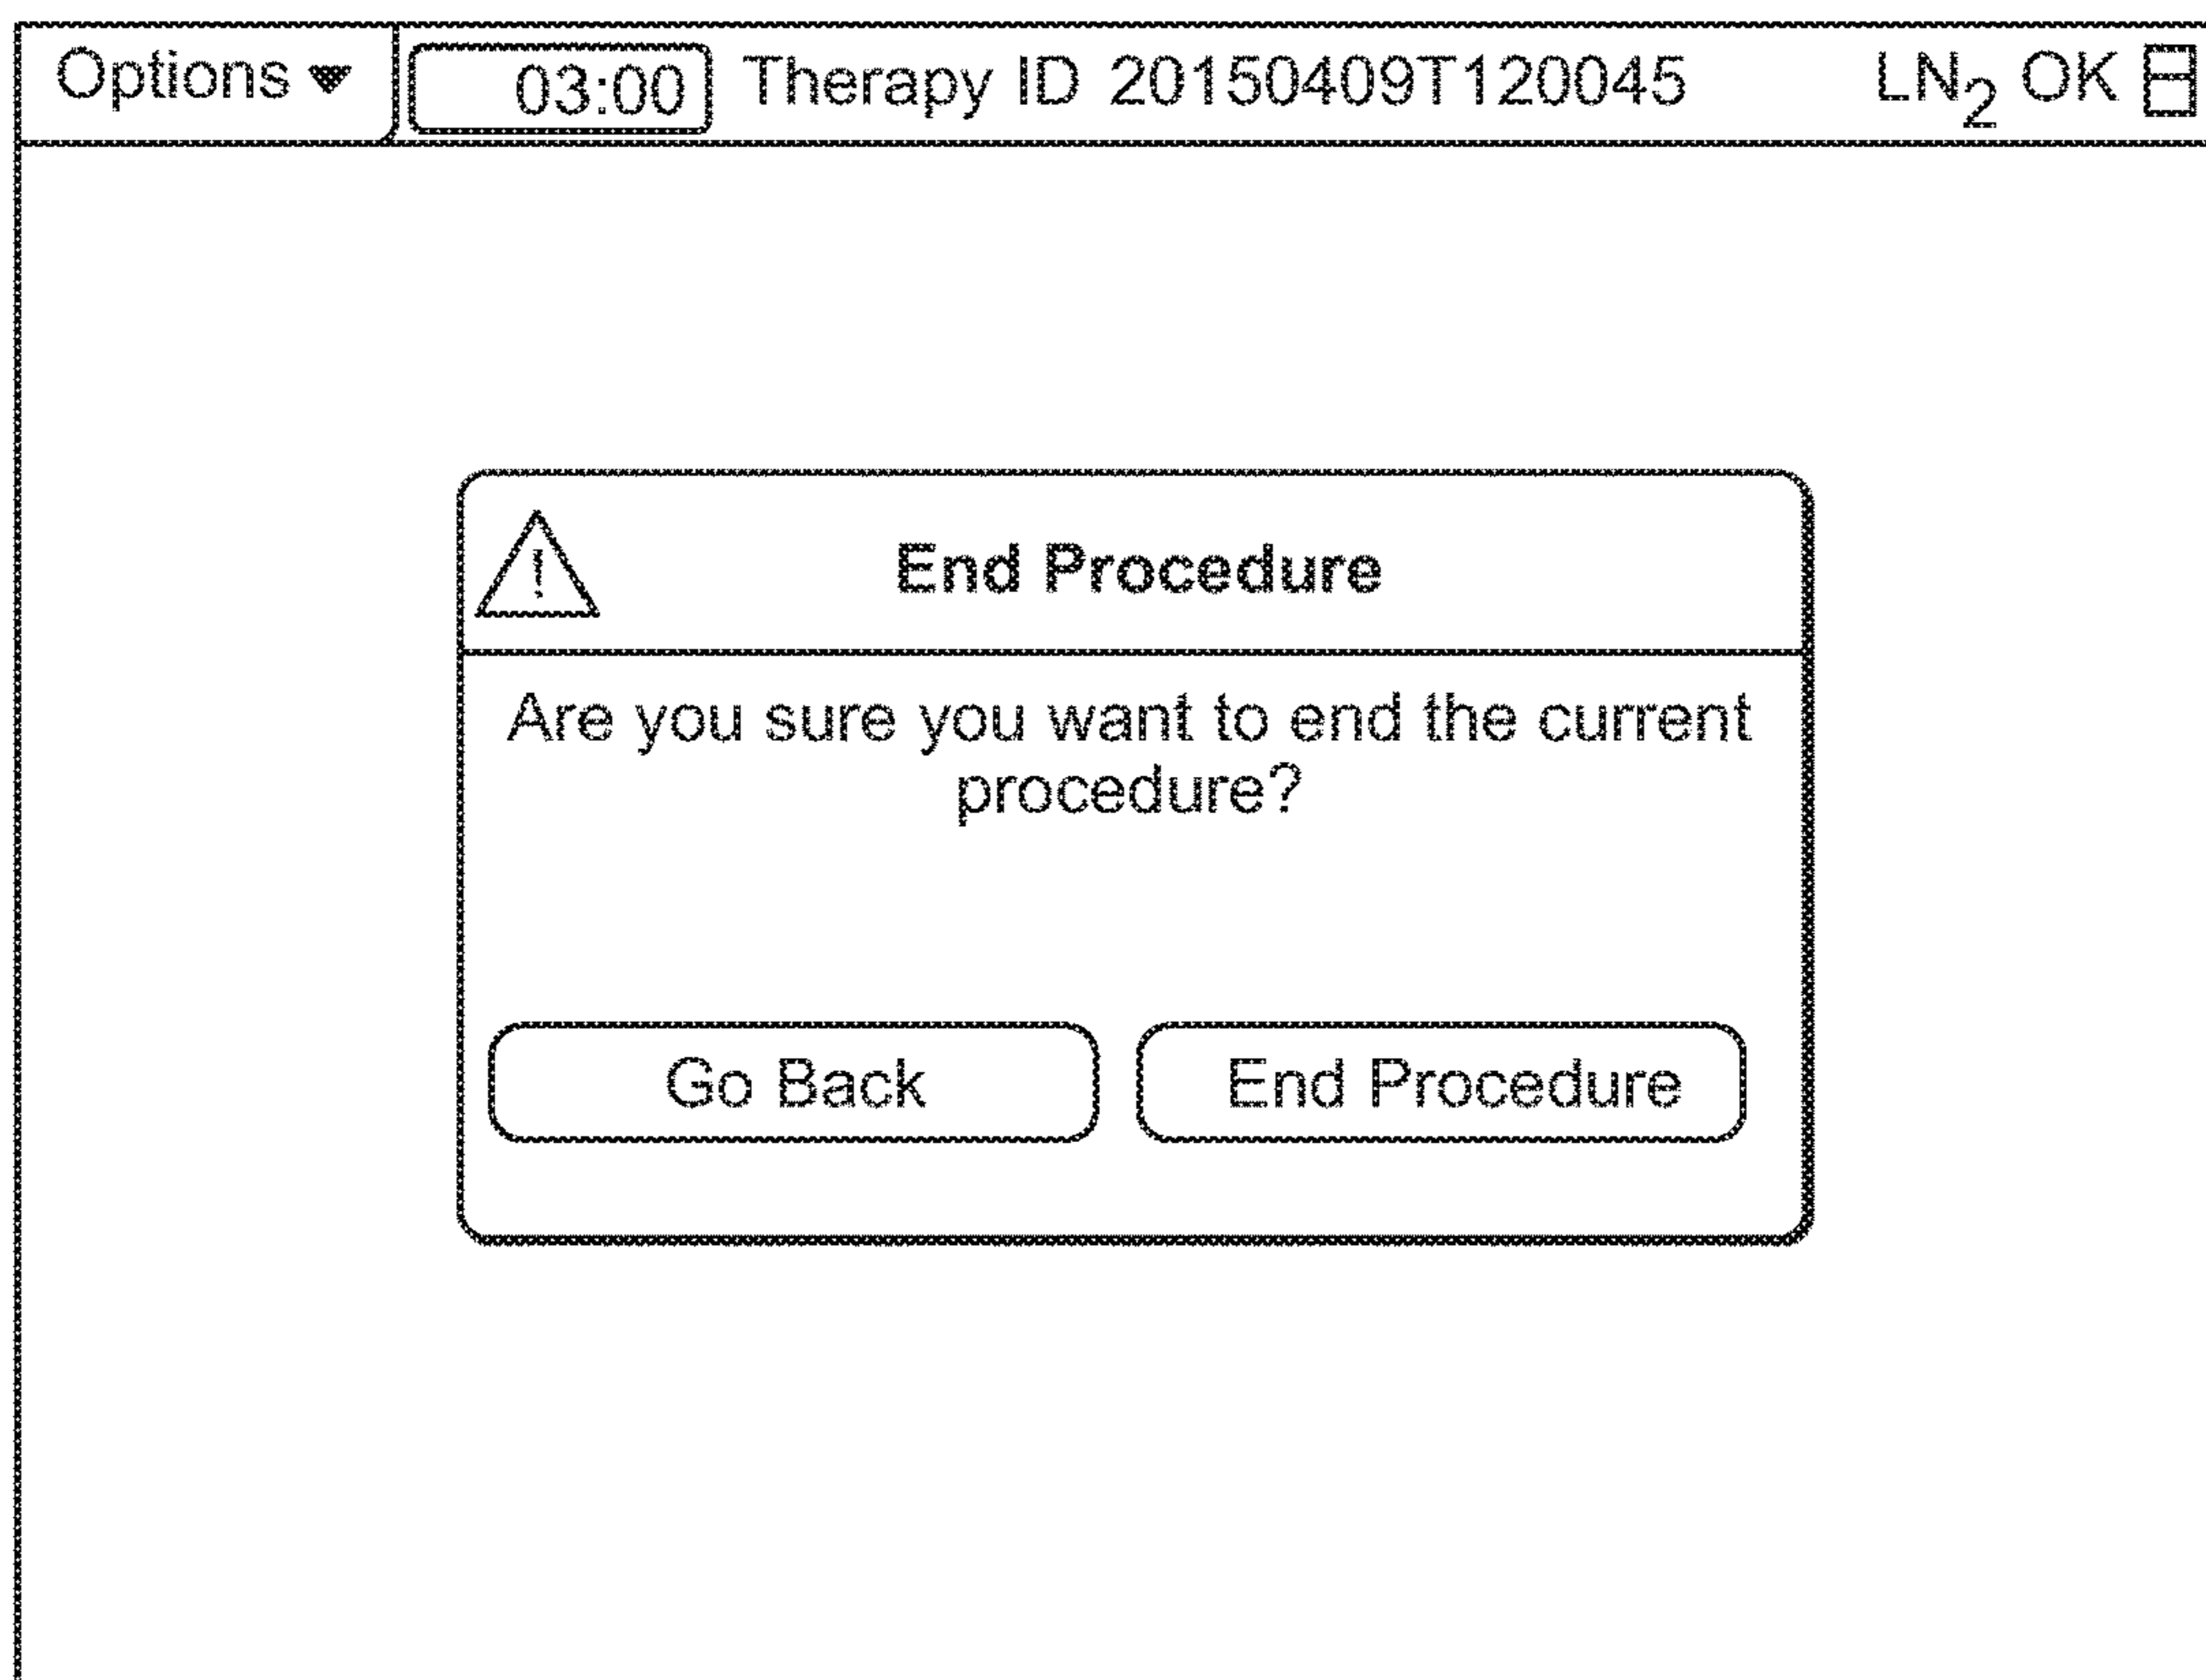 Options ▼ 03:00 Therapy ID 20150409T120045 LN₂ OK
! End Procedure
Are you sure you want to end the current
procedure?
Go Back End Procedure